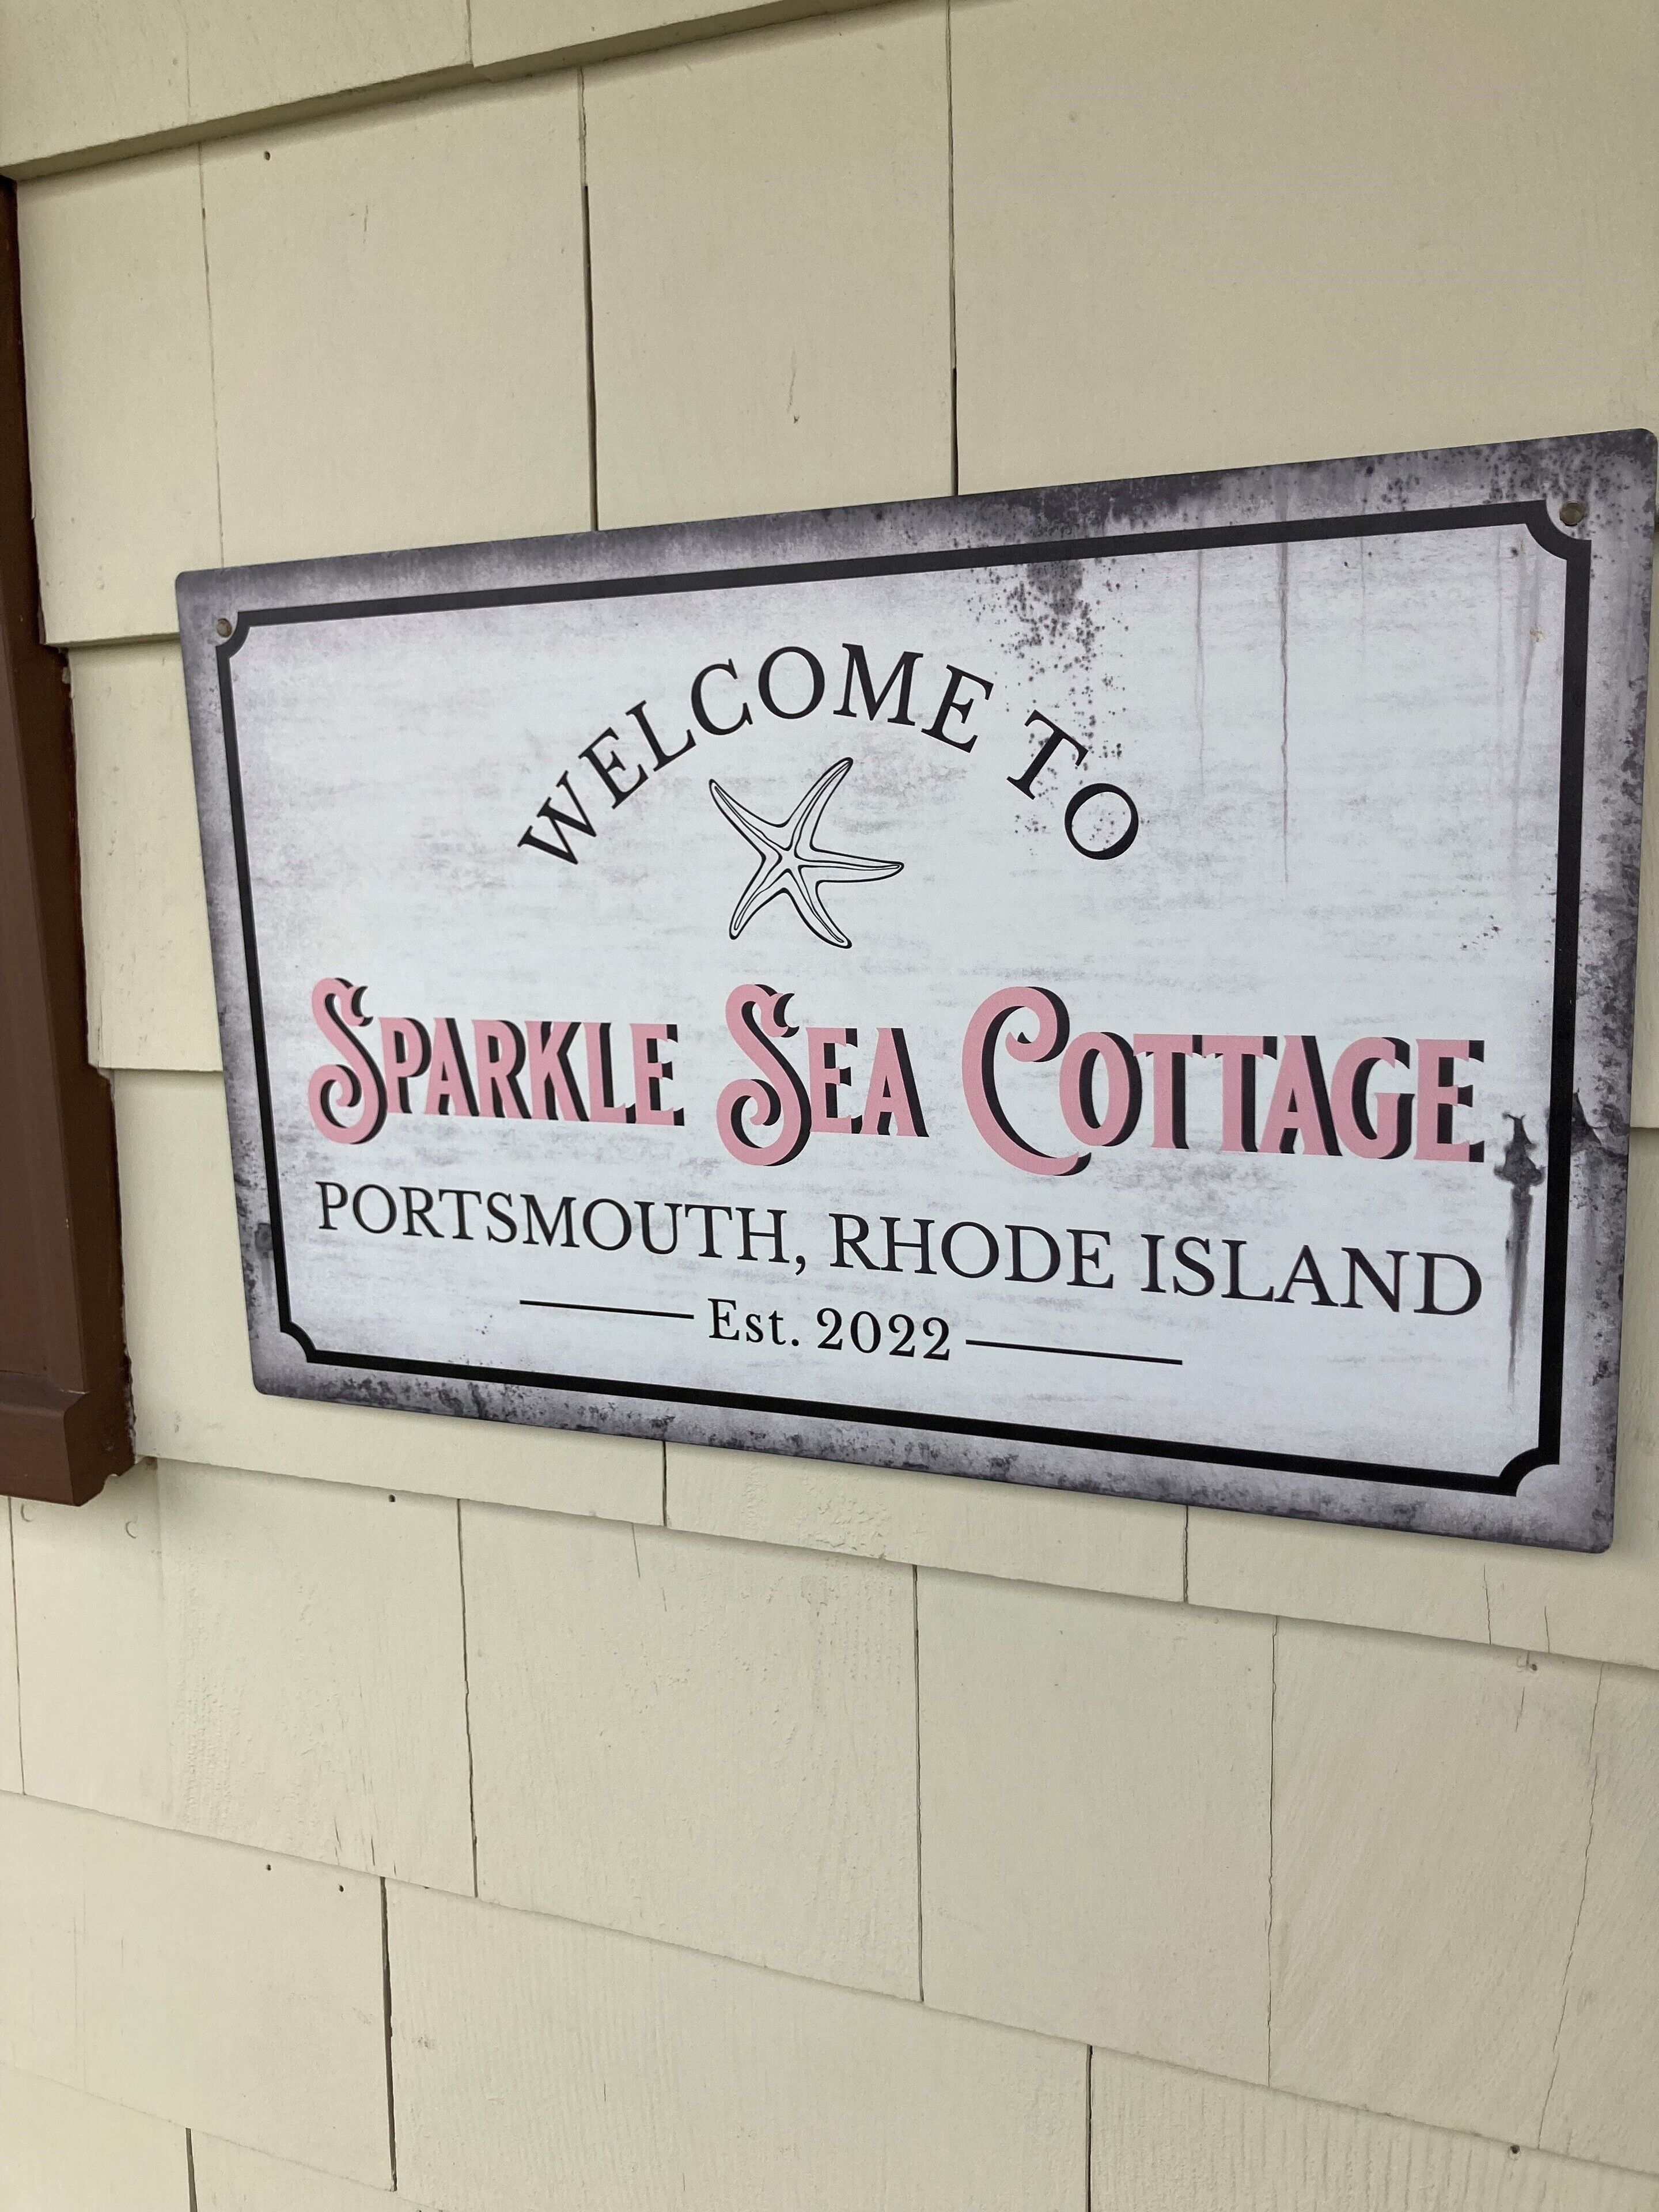 WELCOME TO
SPARKLE SEA COTTAGE
PORTSMOUTH, RHODE ISLAND
Est. 2022